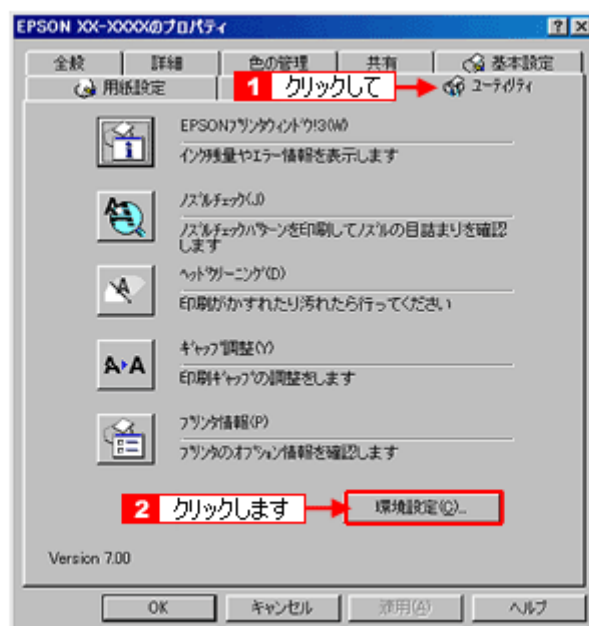 EPSON XX-XXXXのプロパティ
全般 詳細 色の管理 共有 基本設定
用紙設定 1 クリックして ユーティリティ
EPSONプリンタウィンドウ!3(W)
インク残量やエラー情報を表示します
ノズルチェック(J)
ノズルチェックパターンを印刷してノズルの目詰まりを確認
します
ヘッドクリーニング(D)
印刷がかすれたり汚れたら行ってください
ギャップ調整(Y)
印刷ギャップの調整をします
プリンタ情報(P)
プリンタのオプション情報を確認します
2 クリックします 環境設定(C)...
Version 7.00
OK キャンセル 適用(A) ヘルプ